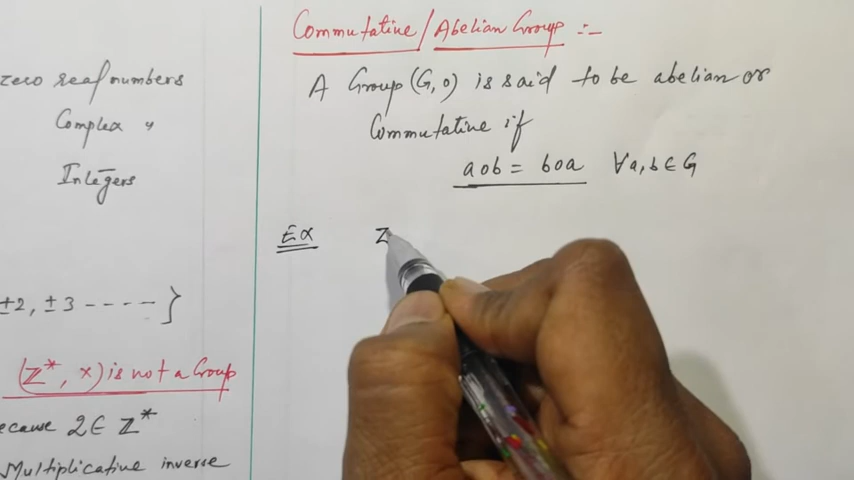 zero real numbers
Complex "
Integers
±2, ±3 ---- }
(Z*, ×) is not a Group
ecause 2 ∈ Z*
Multiplicative inverse
Commutative/Abelian Group :-
A Group (G, o) is said to be abelian or
Commutative if
aob = boa ∀a, b ∈ G
Ex Z